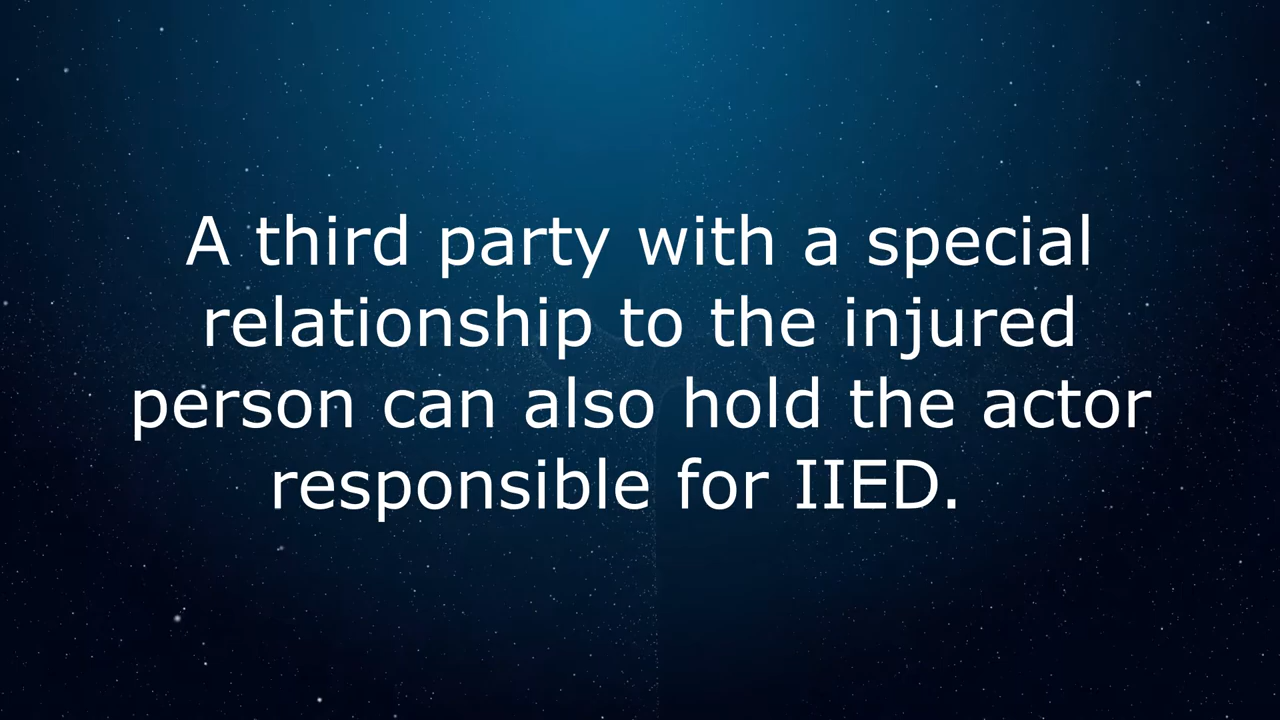 A third party with a special
relationship to the injured
person can also hold the actor
responsible for IIED.